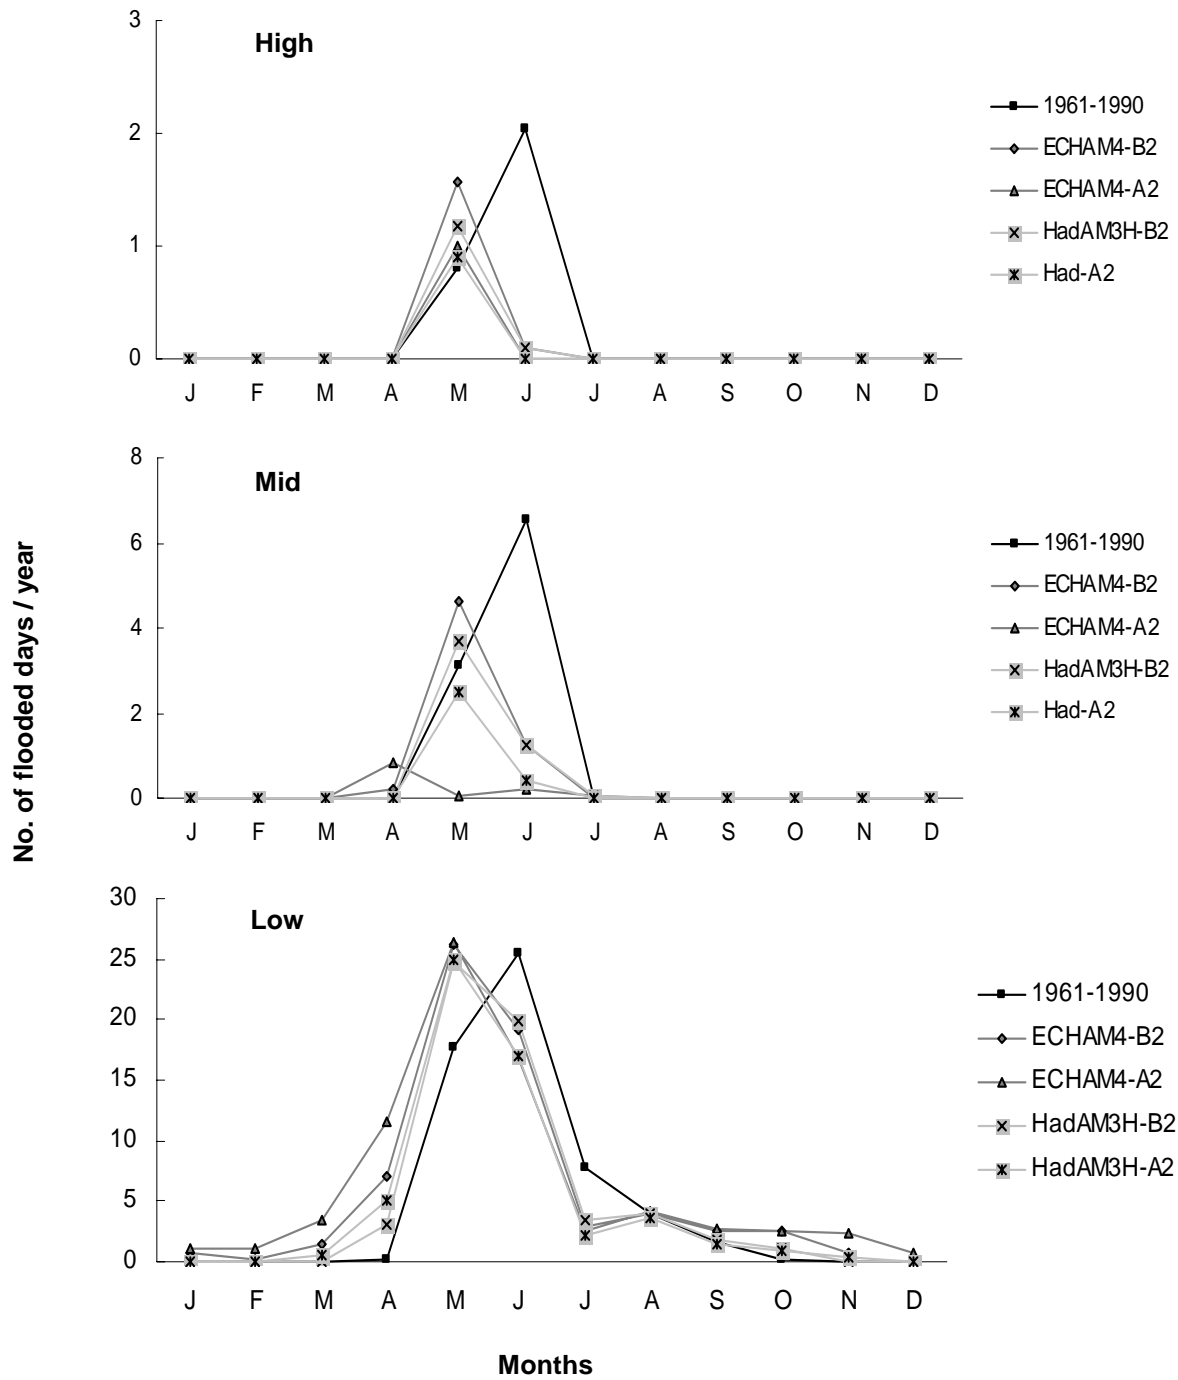 High
3
2
1
0
J F M A M J J A S O N D
1961-1990
ECHAM4-B2
ECHAM4-A2
HadAM3H-B2
Had-A2
No. of flooded days / year
Mid
8
6
4
2
0
J F M A M J J A S O N D
1961-1990
ECHAM4-B2
ECHAM4-A2
HadAM3H-B2
Had-A2
Low
30
25
20
15
10
5
0
J F M A M J J A S O N D
1961-1990
ECHAM4-B2
ECHAM4-A2
HadAM3H-B2
HadAM3H-A2
Months